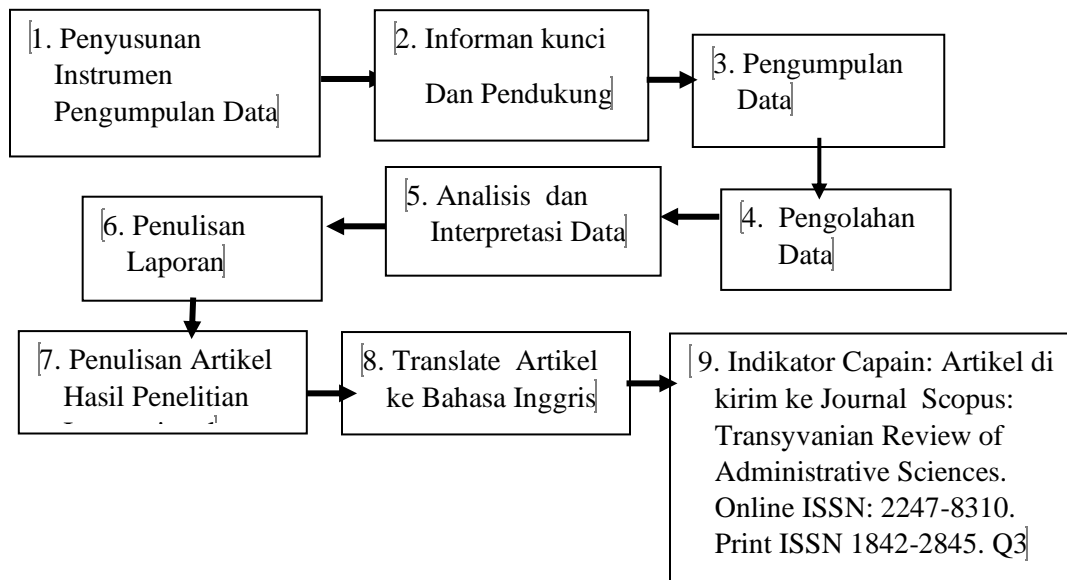 1. Penyusunan
Instrumen
Pengumpulan Data
2. Informan kunci
Dan Pendukung
3. Pengumpulan
Data
4. Pengolahan
Data
5. Analisis dan
Interpretasi Data
6. Penulisan
Laporan
7. Penulisan Artikel
Hasil Penelitian
8. Translate Artikel
ke Bahasa Inggris
9. Indikator Capain: Artikel di
kirim ke Journal Scopus:
Transyvanian Review of
Administrative Sciences.
Online ISSN: 2247-8310.
Print ISSN 1842-2845. Q3